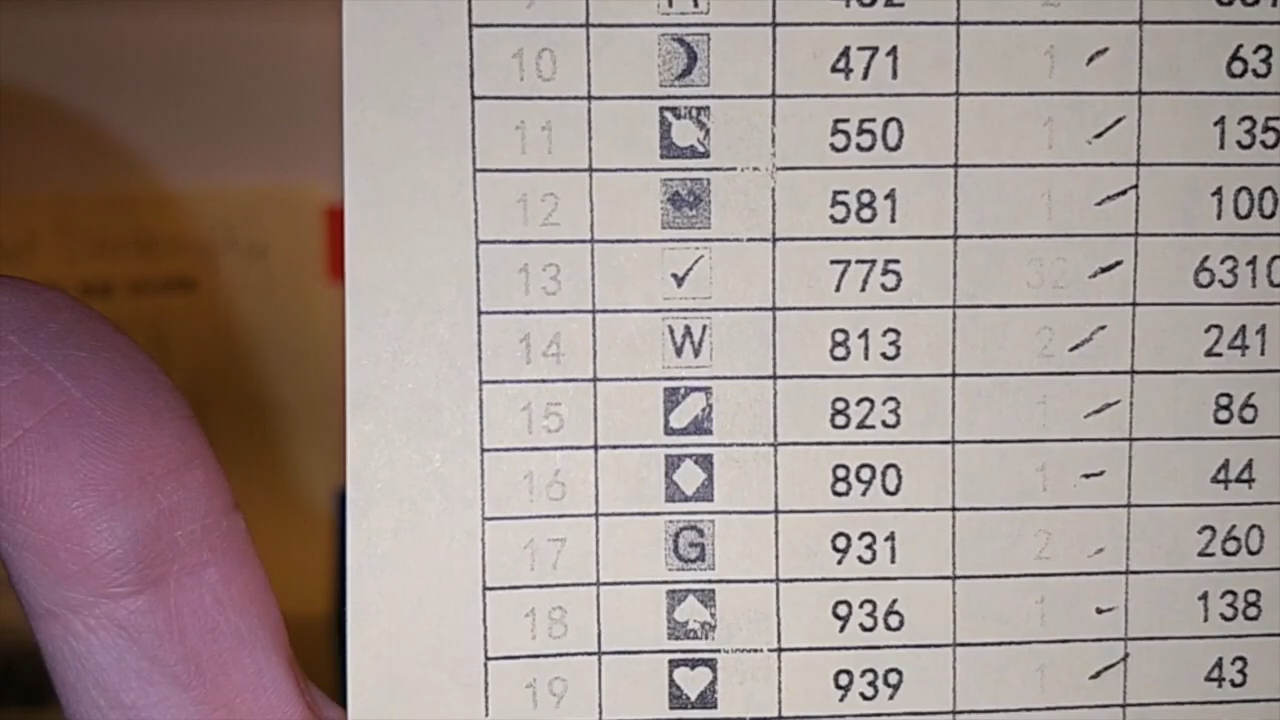 10 471 1 63
11 550 1 135
12 581 1 100
13 ✓ 775 32 6310
14 W 813 2 241
15 823 1 86
16 890 1 44
17 G 931 2 260
18 936 1 138
19 939 1 43